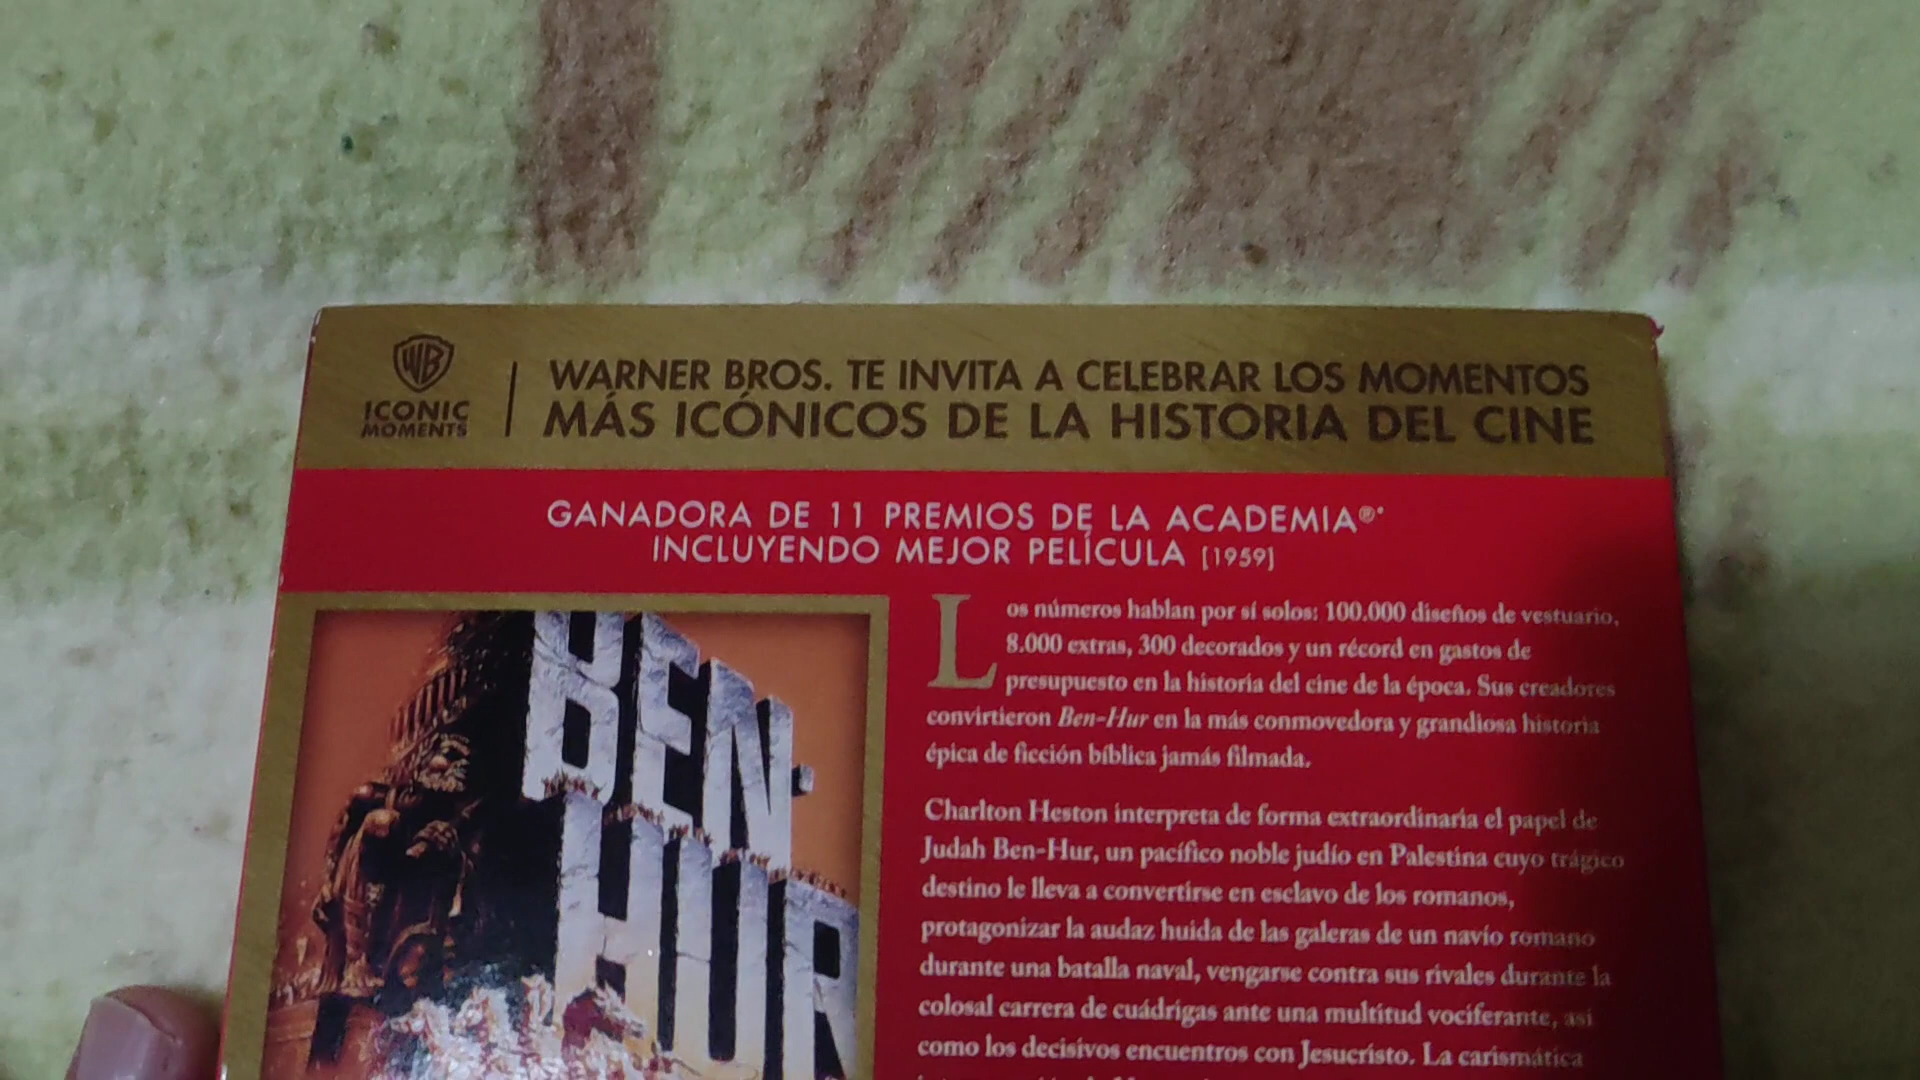 WB
ICONIC
MOMENTS
WARNER BROS. TE INVITA A CELEBRAR LOS MOMENTOS
MÁS ICÓNICOS DE LA HISTORIA DEL CINE
GANADORA DE 11 PREMIOS DE LA ACADEMIA®*
INCLUYENDO MEJOR PELÍCULA [1959]
BEN-
HUR
Los números hablan por sí solos: 100.000 diseños de vestuario,
8.000 extras, 300 decorados y un récord en gastos de
presupuesto en la historia del cine de la época. Sus creadores
convirtieron Ben-Hur en la más conmovedora y grandiosa historia
épica de ficción bíblica jamás filmada.
Charlton Heston interpreta de forma extraordinaria el papel de
Judah Ben-Hur, un pacífico noble judío en Palestina cuyo trágico
destino le lleva a convertirse en esclavo de los romanos,
protagonizar la audaz huida de las galeras de un navío romano
durante una batalla naval, vengarse contra sus rivales durante la
colosal carrera de cuádrigas ante una multitud vociferante, así
como los decisivos encuentros con Jesucristo. La carismática